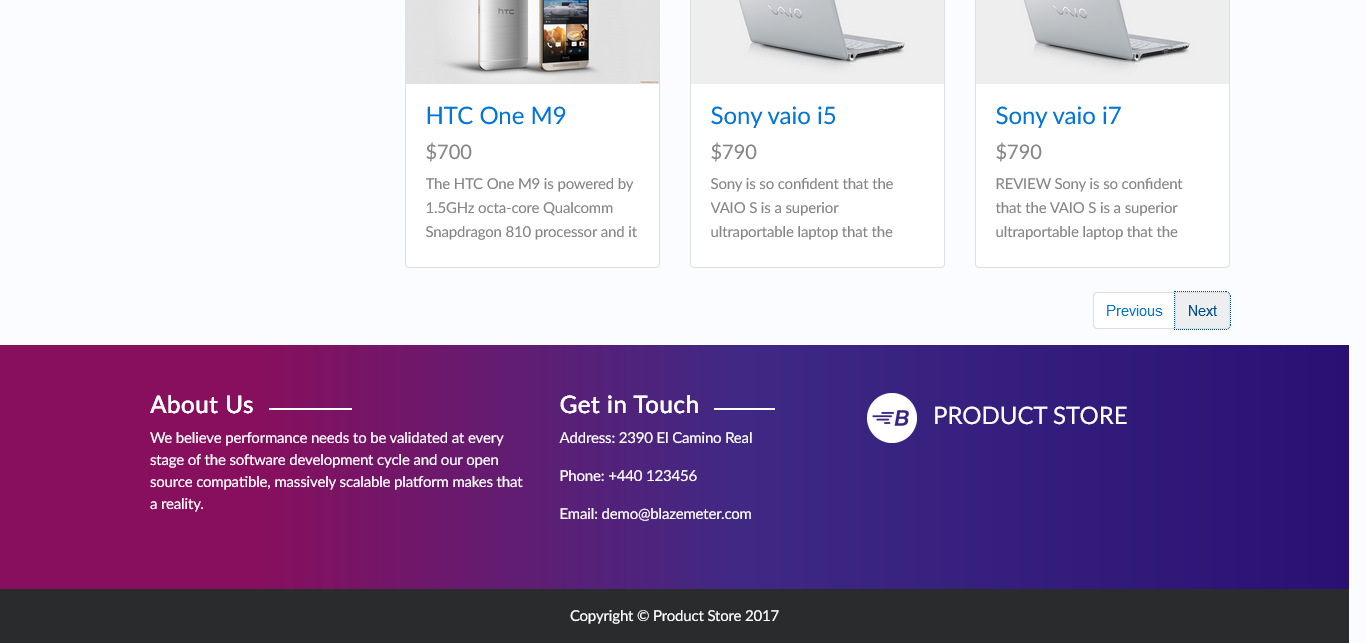 hTC
VAIO
VAIO
HTC One M9
$700
The HTC One M9 is powered by
1.5GHz octa-core Qualcomm
Snapdragon 810 processor and it
Sony vaio i5
$790
Sony is so confident that the
VAIO S is a superior
ultraportable laptop that the
Sony vaio i7
$790
REVIEW Sony is so confident
that the VAIO S is a superior
ultraportable laptop that the
Previous
Next
About Us
We believe performance needs to be validated at every
stage of the software development cycle and our open
source compatible, massively scalable platform makes that
a reality.
Get in Touch
Address: 2390 El Camino Real
Phone: +440 123456
Email: demo@blazemeter.com
B PRODUCT STORE
Copyright © Product Store 2017